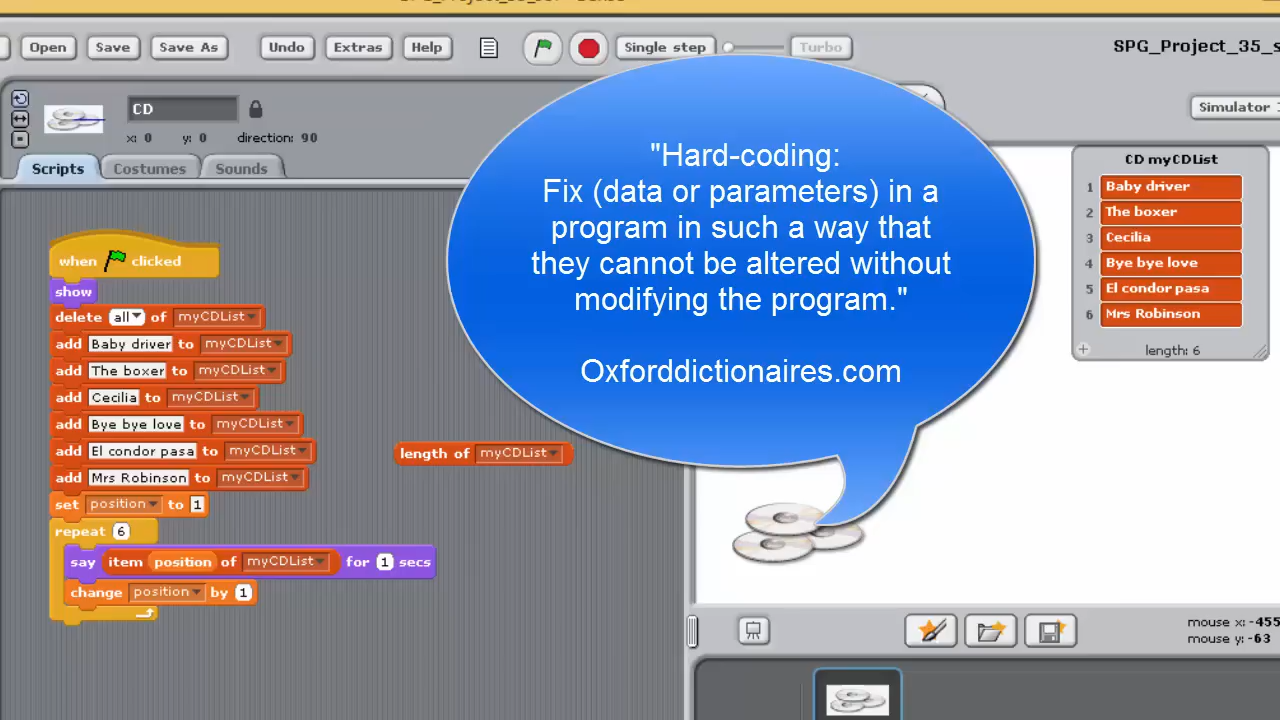 Open Save Save As Undo Extras Help Single step Turbo
SPG_Project_35_s
CD
x: 0 y: 0 direction: 90
Simulator
Scripts Costumes Sounds
when clicked
show
delete all of myCDList
add Baby driver to myCDList
add The boxer to myCDList
add Cecilia to myCDList
add Bye bye love to myCDList
add El condor pasa to myCDList
add Mrs Robinson to myCDList
set position to 1
repeat 6
say item position of myCDList for 1 secs
change position by 1
length of myCDList
"Hard-coding:
Fix (data or parameters) in a
program in such a way that
they cannot be altered without
modifying the program."
Oxforddictionaires.com
CD myCDList
1 Baby driver
2 The boxer
3 Cecilia
4 Bye bye love
5 El condor pasa
6 Mrs Robinson
+ length: 6
mouse x: -455
mouse y: -63